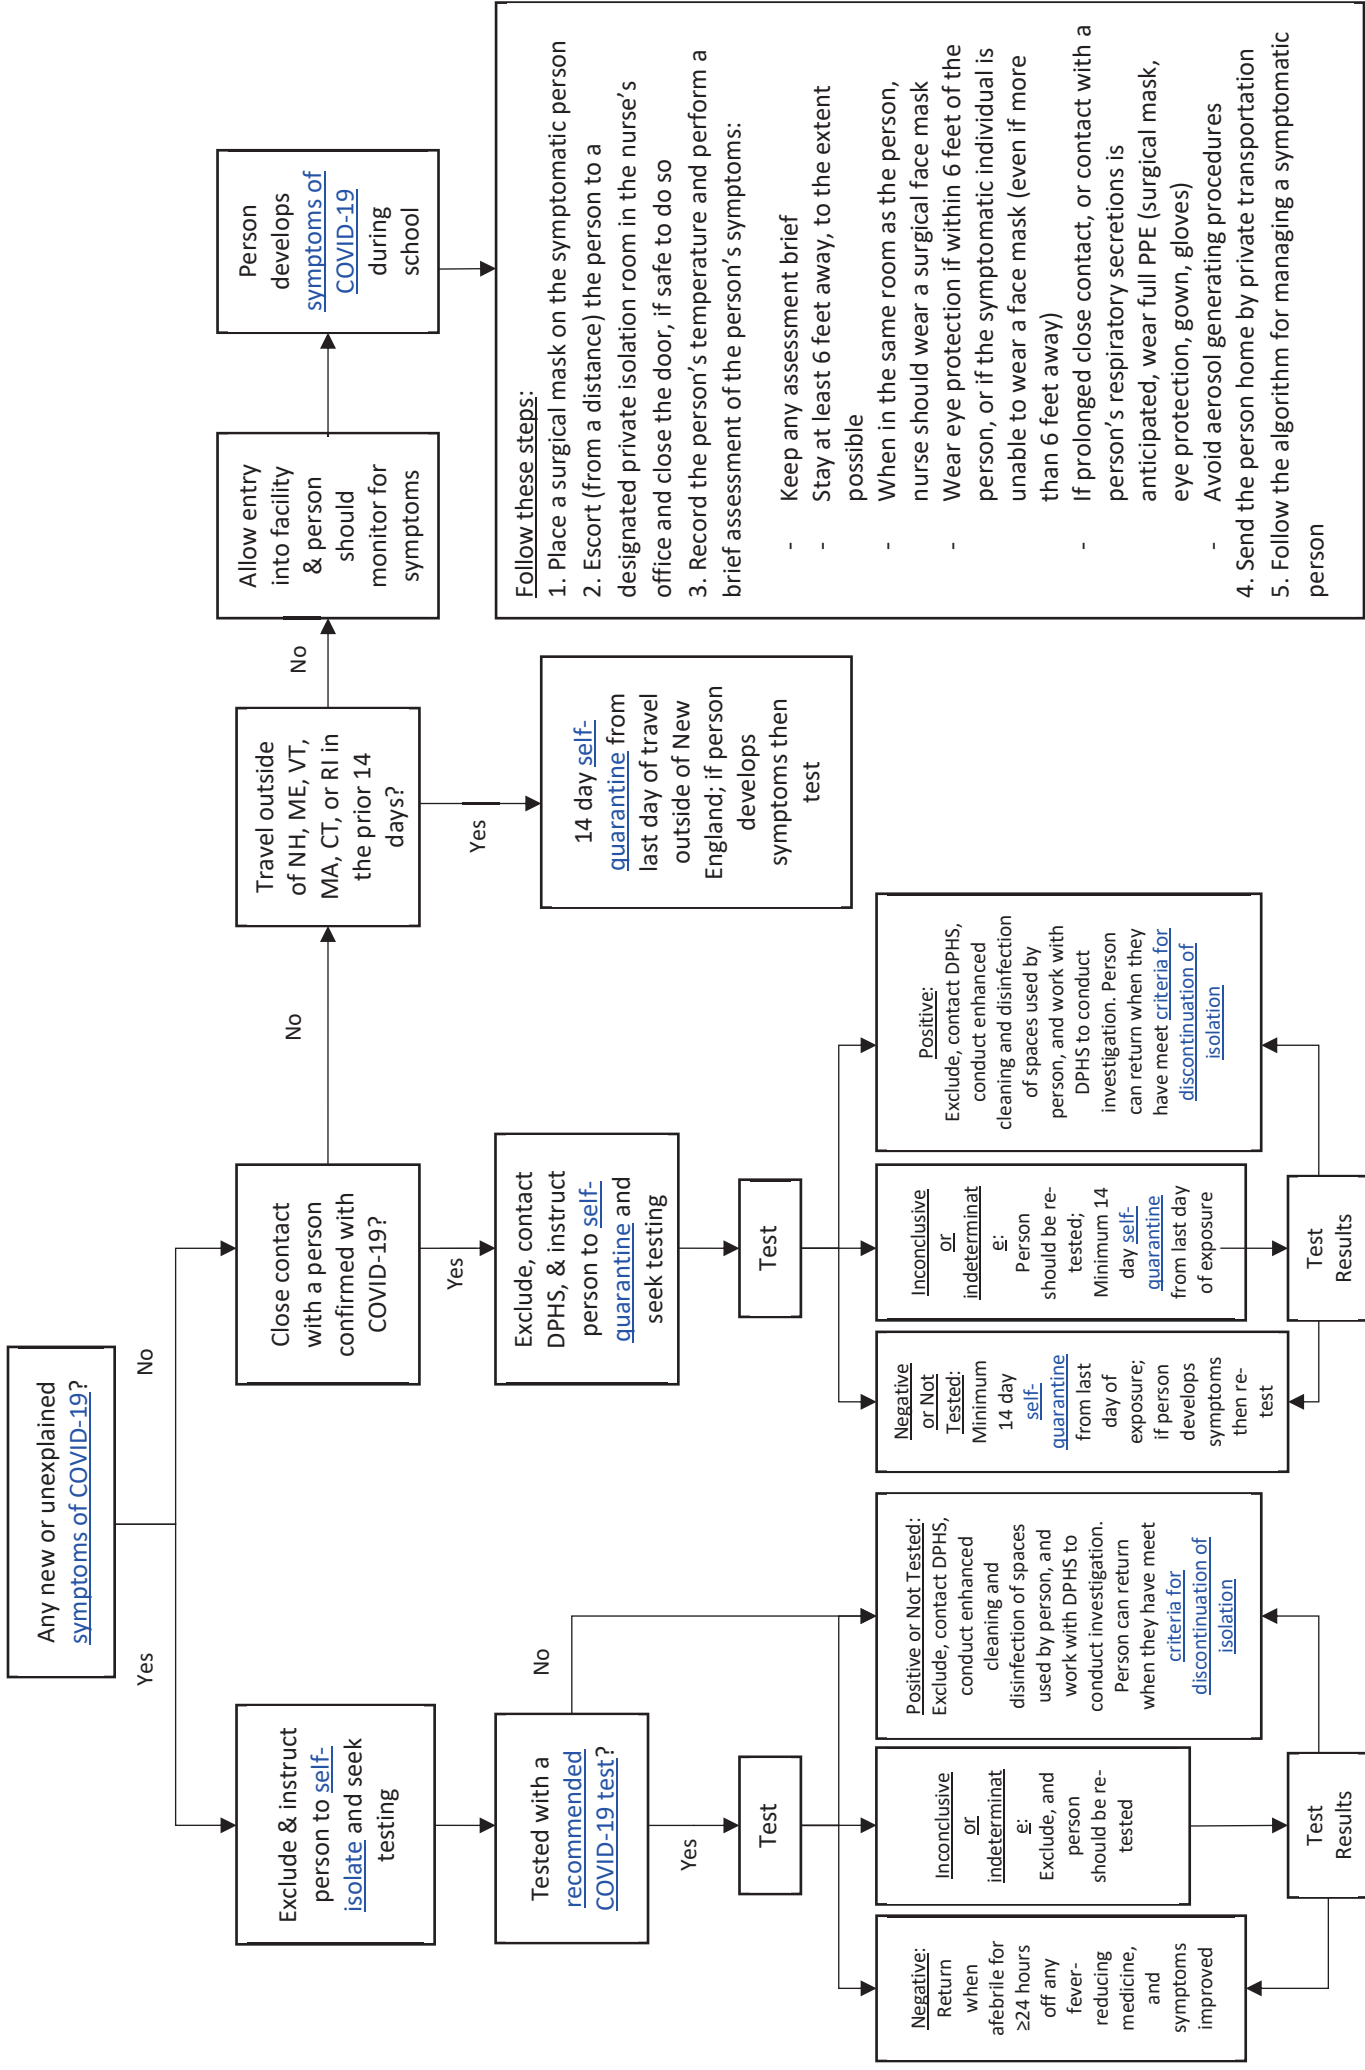 Any new or unexplained
symptoms of COVID-19?
Yes
No
Exclude & instruct
person to self-
isolate and seek
testing
Tested with a
recommended
COVID-19 test?
No
Yes
Test
Negative:
Return
when
afebrile for
≥24 hours
off any
fever-
reducing
medicine,
and
symptoms
improved
Inconclusive
or
indeterminat
e:
Exclude, and
person
should be re-
tested
Positive or Not Tested:
Exclude, contact DPHS,
conduct enhanced
cleaning and
disinfection of spaces
used by person, and
work with DPHS to
conduct investigation.
Person can return
when they have meet
criteria for
discontinuation of
isolation
Test
Results
Close contact
with a person
confirmed with
COVID-19?
Yes
No
Exclude, contact
DPHS, & instruct
person to self-
quarantine and
seek testing
Test
Negative
or Not
Tested:
Minimum
14 day
self-
quarantine
from last
day of
exposure;
if person
develops
symptoms
then re-
test
Inconclusive
or
indeterminat
e: Person
should be re-
tested;
Minimum 14
day self-
quarantine
from last day
of exposure
Positive:
Exclude, contact DPHS,
conduct enhanced
cleaning and disinfection
of spaces used by
person, and work with
DPHS to conduct
investigation. Person
can return when they
have meet criteria for
discontinuation of
isolation
Test
Results
Travel outside
of NH, ME, VT,
MA, CT, or RI in
the prior 14
days?
Yes
No
14 day self-
quarantine from
last day of travel
outside of New
England; if person
develops
symptoms then
test
Allow entry
into facility
& person
should
monitor for
symptoms
Person
develops
symptoms of
COVID-19
during
school
Follow these steps:
1. Place a surgical mask on the symptomatic person
2. Escort (from a distance) the person to a
designated private isolation room in the nurse's
office and close the door, if safe to do so
3. Record the person's temperature and perform a
brief assessment of the person's symptoms:
- Keep any assessment brief
- Stay at least 6 feet away, to the extent
possible
- When in the same room as the person,
nurse should wear a surgical face mask
- Wear eye protection if within 6 feet of the
person, or if the symptomatic individual is
unable to wear a face mask (even if more
than 6 feet away)
- If prolonged close contact, or contact with a
person's respiratory secretions is
anticipated, wear full PPE (surgical mask,
eye protection, gown, gloves)
- Avoid aerosol generating procedures
4. Send the person home by private transportation
5. Follow the algorithm for managing a symptomatic
person